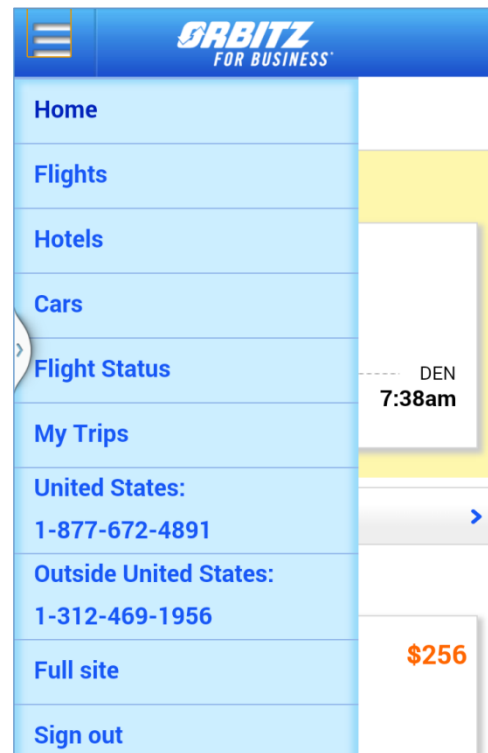 ORBITZ
FOR BUSINESS
Home
Flights
Hotels
Cars
Flight Status
DEN
7:38am
My Trips
United States:
1-877-672-4891
Outside United States:
1-312-469-1956
$256
Full site
Sign out